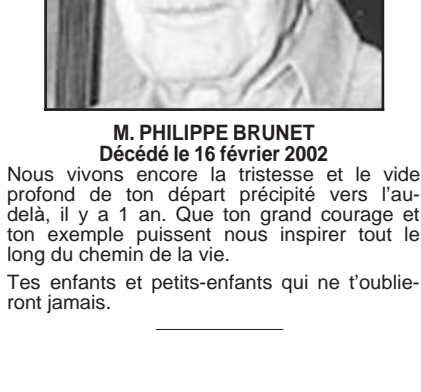 M. PHILIPPE BRUNET
Décédé le 16 février 2002
Nous vivons encore la tristesse et le vide
profond de ton départ précipité vers l'au-
delà, il y a 1 an. Que ton grand courage et
ton exemple puissent nous inspirer tout le
long du chemin de la vie.
Tes enfants et petits-enfants qui ne t'oublie-
ront jamais.